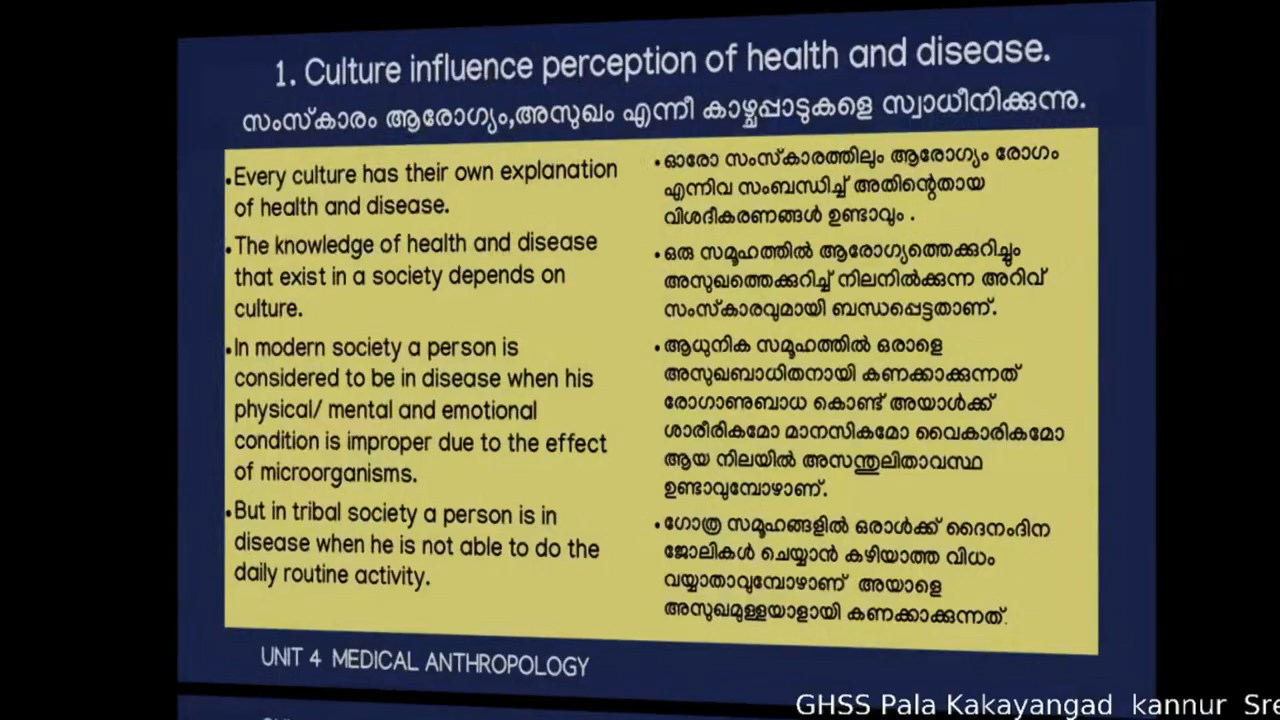 1. Culture influence perception of health and disease.
സംസ്കാരം ആരോഗ്യം,അസുഖം എന്നീ കാഴ്ചപ്പാടുകളെ സ്വാധീനിക്കുന്നു.
•Every culture has their own explanation
of health and disease.
•The knowledge of health and disease
that exist in a society depends on
culture.
•In modern society a person is
considered to be in disease when his
physical/ mental and emotional
condition is improper due to the effect
of microorganisms.
•But in tribal society a person is in
disease when he is not able to do the
daily routine activity.
•ഓരോ സംസ്കാരത്തിലും ആരോഗ്യം രോഗം
എന്നിവ സംബന്ധിച്ച് അതിന്റെതായ
വിശദീകരണങ്ങൾ ഉണ്ടാവും .
•ഒരു സമൂഹത്തിൽ ആരോഗ്യത്തെക്കുറിച്ചും
അസുഖത്തെക്കുറിച്ച് നിലനിൽക്കുന്ന അറിവ്
സംസ്കാരവുമായി ബന്ധപ്പെട്ടതാണ്.
•ആധുനിക സമൂഹത്തിൽ ഒരാളെ
അസുഖബാധിതനായി കണക്കാക്കുന്നത്
രോഗാണുബാധ കൊണ്ട് അയാൾക്ക്
ശാരീരികമോ മാനസികമോ വൈകാരികമോ
ആയ നിലയിൽ അസന്തുലിതാവസ്ഥ
ഉണ്ടാവുമ്പോഴാണ്.
•ഗോത്ര സമൂഹങ്ങളിൽ ഒരാൾക്ക് ദൈനംദിന
ജോലികൾ ചെയ്യാൻ കഴിയാത്ത വിധം
വയ്യാതാവുമ്പോഴാണ് അയാളെ
അസുഖമുള്ളയാളായി കണക്കാക്കുന്നത്.
UNIT 4 MEDICAL ANTHROPOLOGY
GHSS Pala Kakayangad kannur Sre